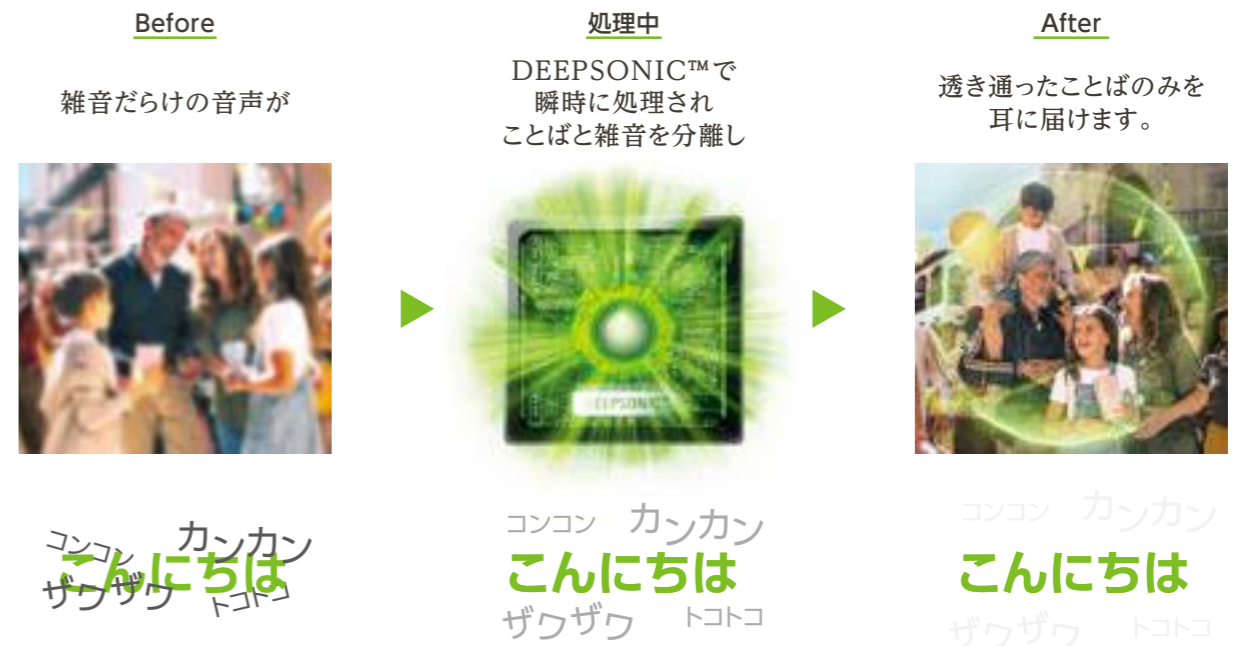 Before
雑音だらけの音声が
コンコン
カンカン
こんにちは
ザワザワ
トコトコ
処理中
DEEPSONIC™で
瞬時に処理され
ことばと雑音を分離し
EEPSONIC™
コンコン
カンカン
こんにちは
ザワザワ
トコトコ
After
透き通ったことばのみを
耳に届けます。
コンコン
カンカン
こんにちは
ザワザワ
トコトコ